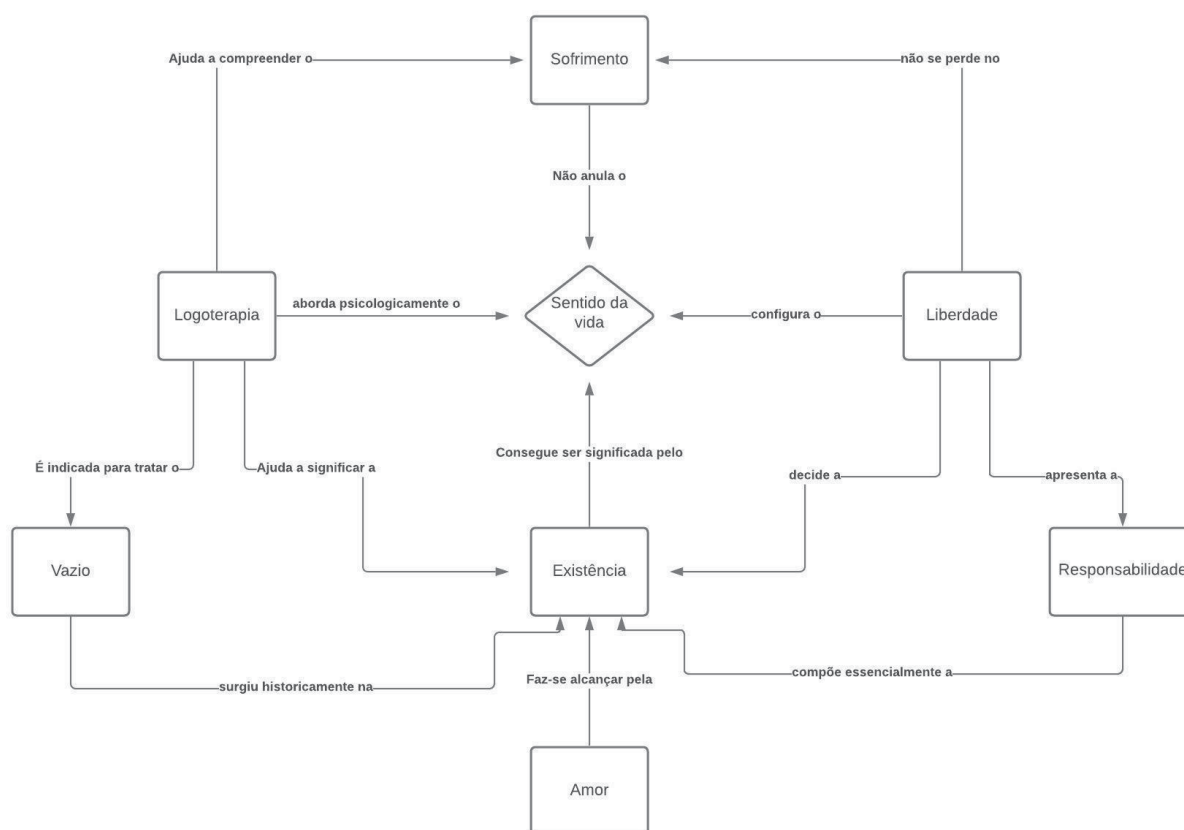 Ajuda a compreender o
Sofrimento
não se perde no
Não anula o
Logoterapia
aborda psicologicamente o
Sentido da
vida
configura o
Liberdade
É indicada para tratar o
Ajuda a significar a
Consegue ser significada pelo
decide a
apresenta a
Vazio
Existência
Responsabilidade
surgiu historicamente na
Faz-se alcançar pela
compõe essencialmente a
Amor